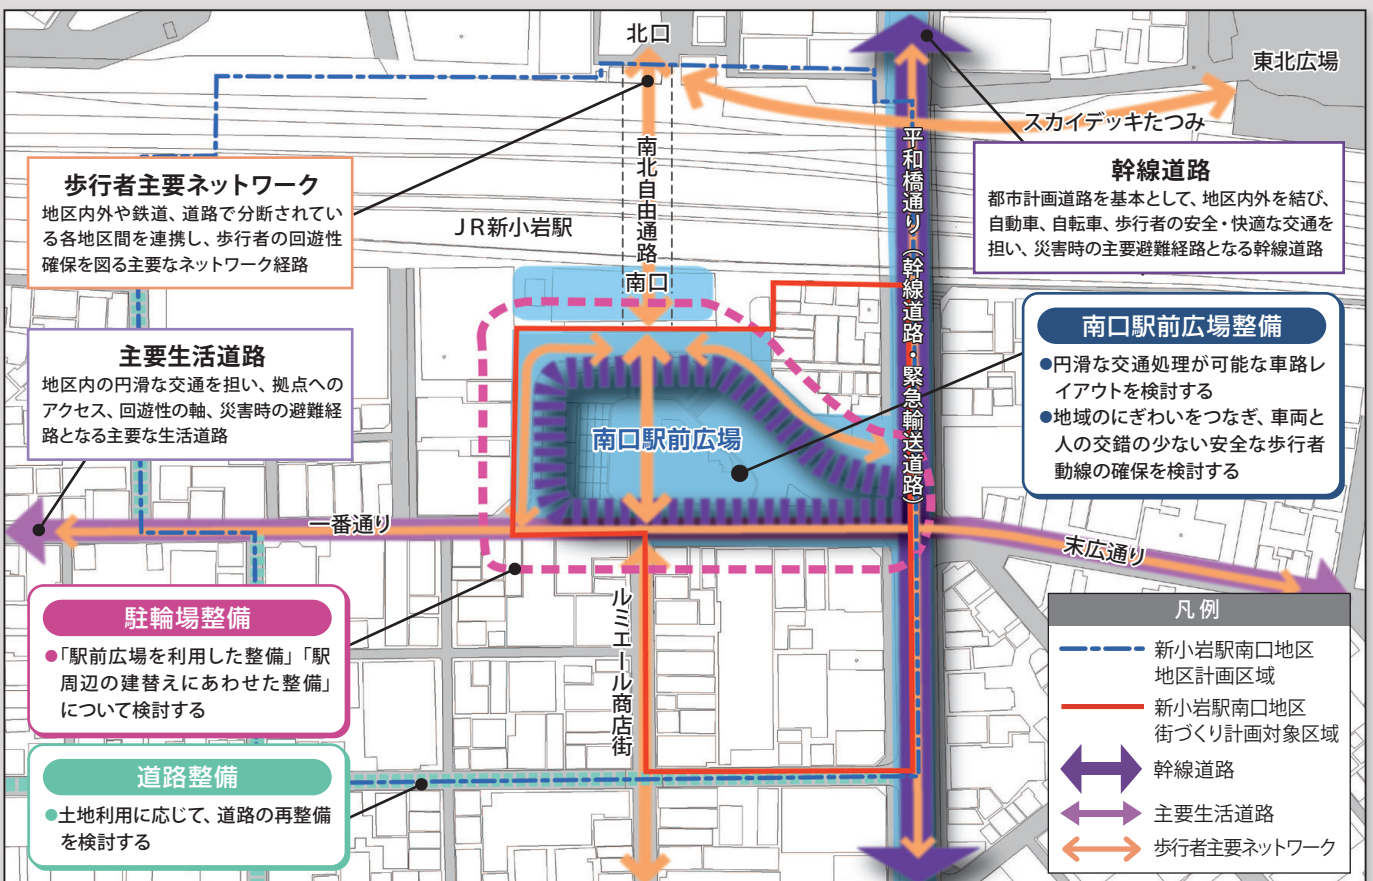 北口
東北広場
スカイデッキたつみ
平和橋通り（幹線道路・緊急輸送道路）
南北自由通路
JR新小岩駅
南口
歩行者主要ネットワーク
地区内外や鉄道、道路で分断されてい
る各地区間を連携し、歩行者の回遊性
確保を図る主要なネットワーク経路
幹線道路
都市計画道路を基本として、地区内外を結び、
自動車、自転車、歩行者の安全・快適な交通を
担い、災害時の主要避難経路となる幹線道路
主要生活道路
地区内の円滑な交通を担い、拠点への
アクセス、回遊性の軸、災害時の避難経
路となる主要な生活道路
南口駅前広場整備
●円滑な交通処理が可能な車路レ
イアウトを検討する
●地域のにぎわいをつなぎ、車両と
人の交錯の少ない安全な歩行者
動線の確保を検討する
南口駅前広場
一番通り
末広通り
ルミエール商店街
駐輪場整備
●「駅前広場を利用した整備」「駅
周辺の建替えにあわせた整備」
について検討する
道路整備
●土地利用に応じて、道路の再整備
を検討する
凡例
新小岩駅南口地区
地区計画区域
新小岩駅南口地区
街づくり計画対象区域
幹線道路
主要生活道路
歩行者主要ネットワーク